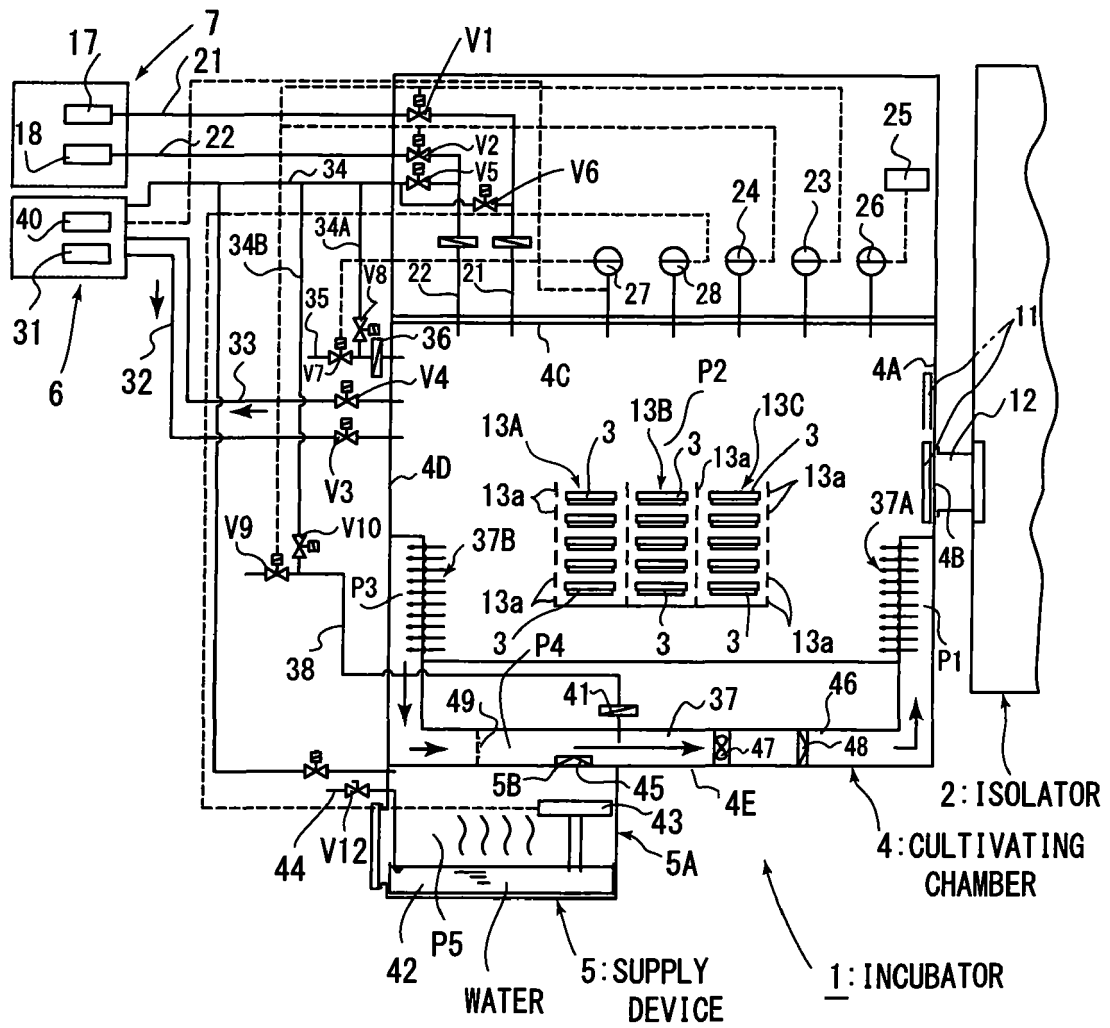 7
17
21
V1
18
22
V2
25
34
V5
V6
40
34A
24
23
26
34B
31
22
21
27
28
V8
35
36
11
6
32
33
V7
4C
4A
V4
P2
12
13A
3
13B
3
13C
3
4D
13a
13a
13a
V3
37A
V9
V10
37B
4B
P3
13a
13a
3
3
3
P1
38
P4
46
49
41
37
47
48
5B
45
4E
2:ISOLATOR
44
V12
43
5A
4:CULTIVATING
CHAMBER
42
P5
WATER
5:SUPPLY
DEVICE
1:INCUBATOR